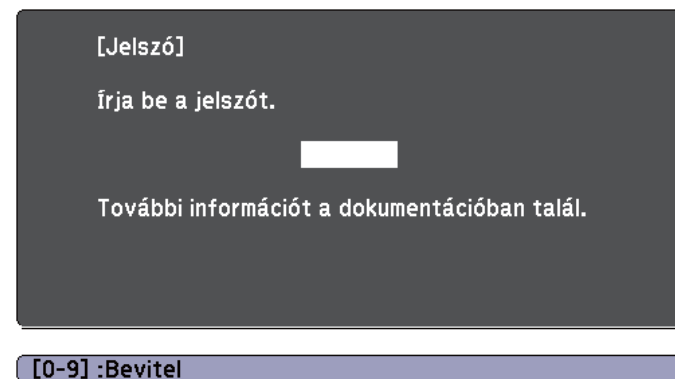 [Jelszó]
Írja be a jelszót.
További információt a dokumentációban talál.
[0-9] :Bevitel